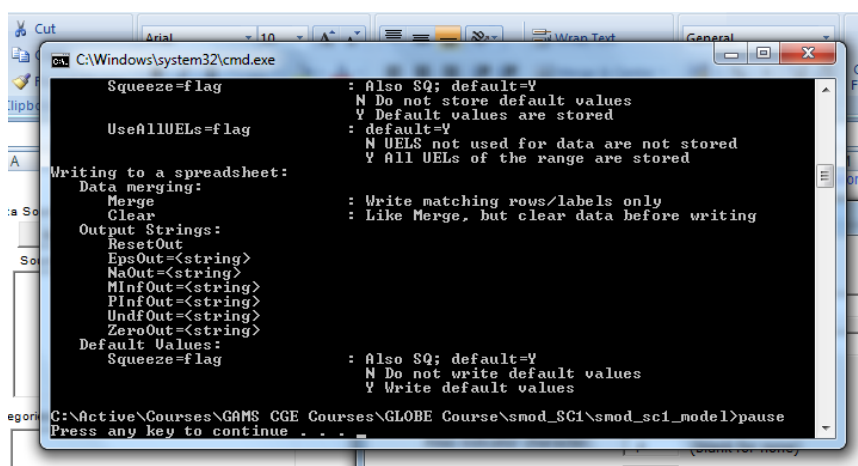 Cut
Arial
10
Wrap Text
General
C:\Windows\system32\cmd.exe
Squeeze=flag : Also SQ; default=Y
N Do not store default values
Y Default values are stored
UseAllUELs=flag : default=Y
N UELS not used for data are not stored
Y All UELs of the range are stored
A
Writing to a spreadsheet:
Data merging:
Merge : Write matching rows/labels only
Clear : Like Merge, but clear data before writing
Output Strings:
ResetOut
EpsOut=<string>
NaOut=<string>
MInfOut=<string>
PInfOut=<string>
UndfOut=<string>
ZeroOut=<string>
Default Values:
Squeeze=flag : Also SQ; default=Y
N Do not write default values
Y Write default values
C:\Active\Courses\GAMS CGE Courses\GLOBE Course\smod_SC1\smod_sc1_model>pause
Press any key to continue . . . _